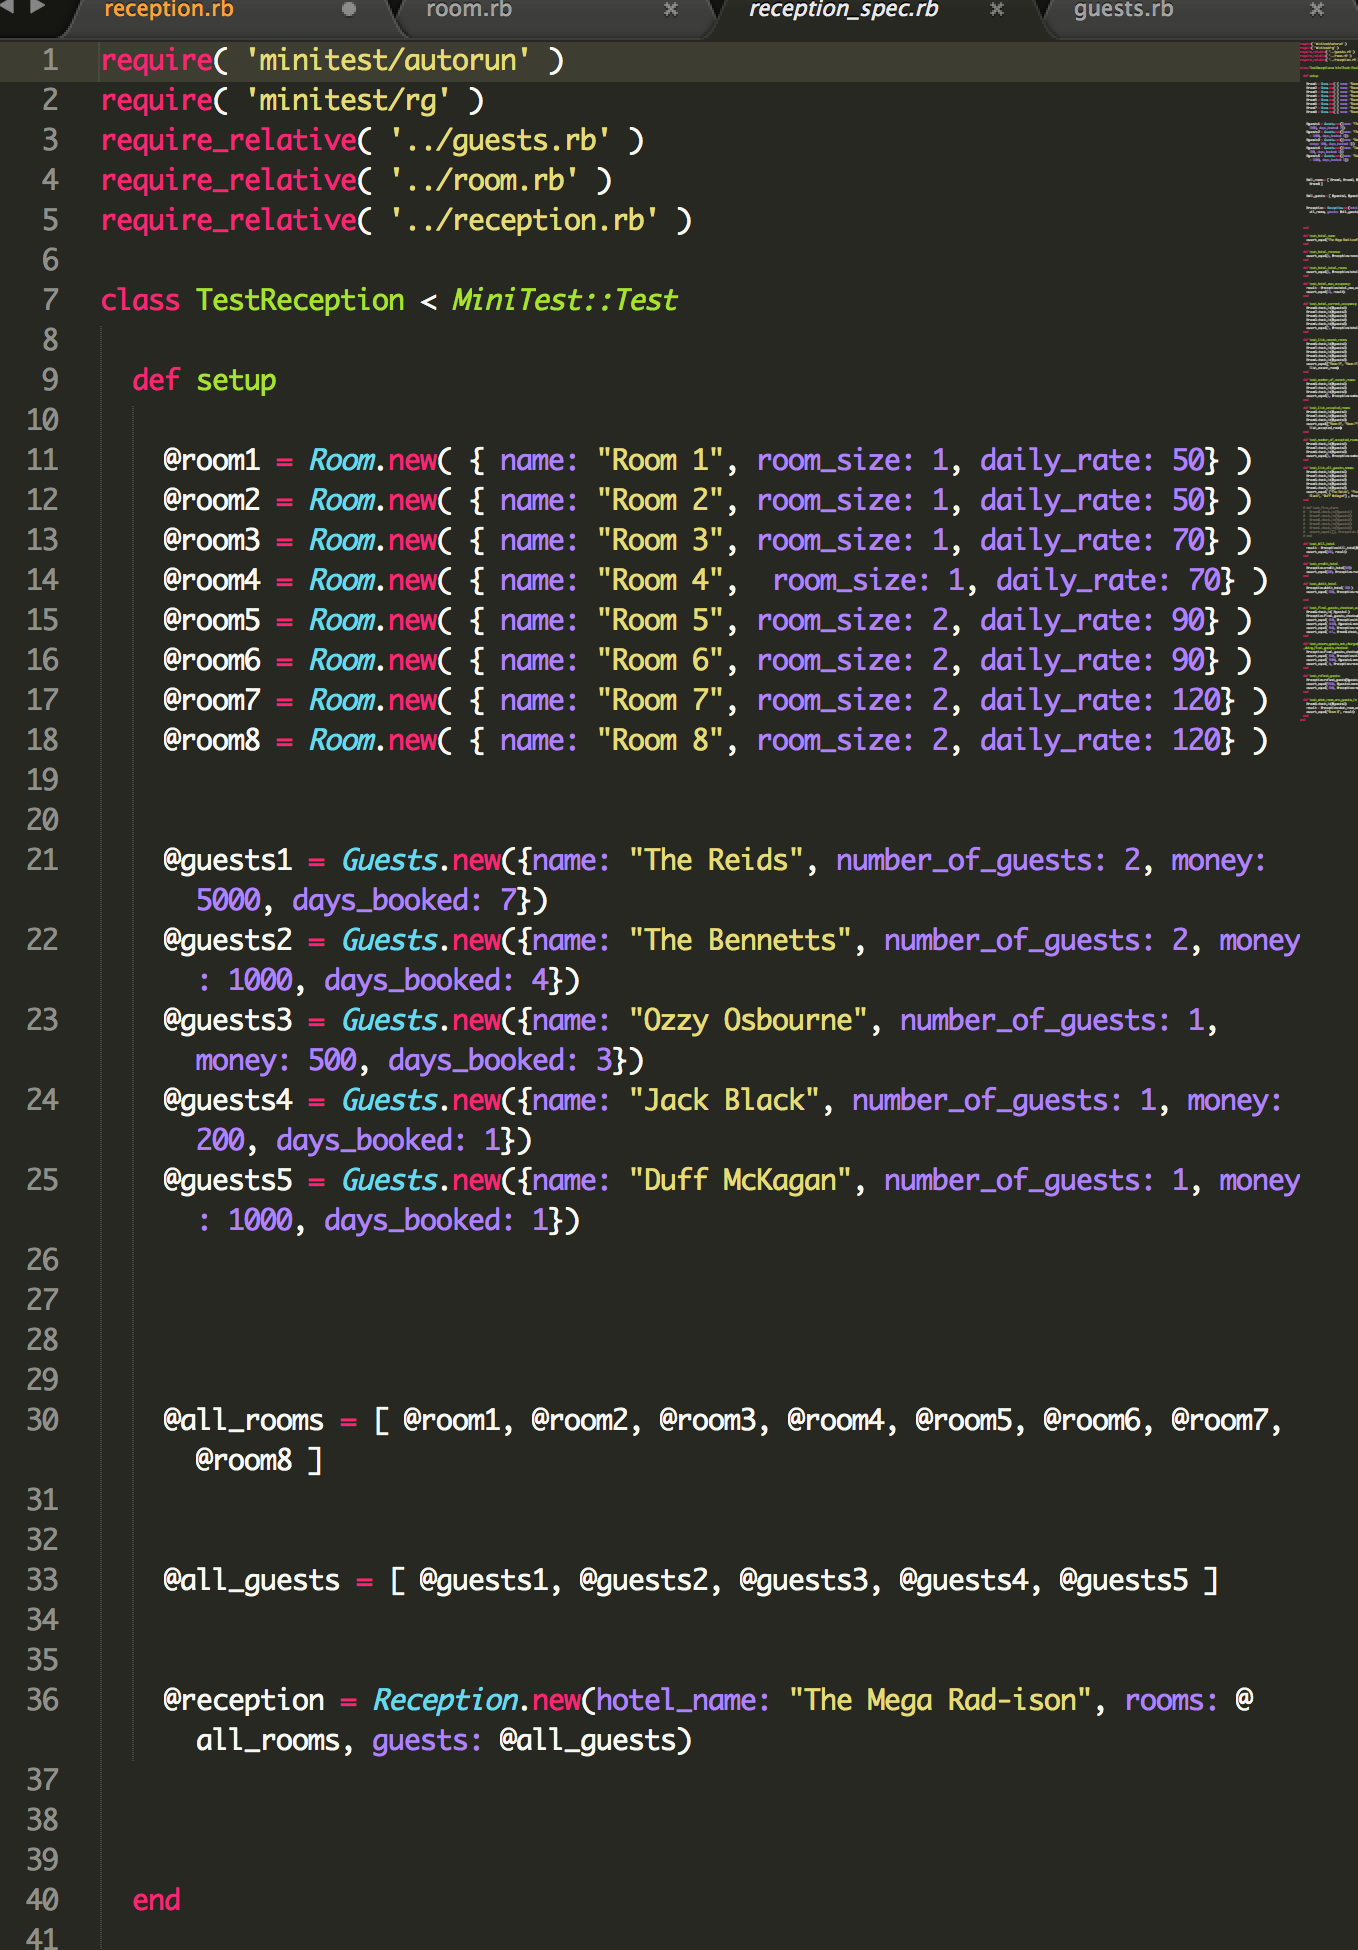 reception.rb room.rb reception_spec.rb guests.rb
1 require( 'minitest/autorun' )
2 require( 'minitest/rg' )
3 require_relative( '../guests.rb' )
4 require_relative( '../room.rb' )
5 require_relative( '../reception.rb' )
6
7 class TestReception < MiniTest::Test
8
9 def setup
10
11 @room1 = Room.new( { name: "Room 1", room_size: 1, daily_rate: 50} )
12 @room2 = Room.new( { name: "Room 2", room_size: 1, daily_rate: 50} )
13 @room3 = Room.new( { name: "Room 3", room_size: 1, daily_rate: 70} )
14 @room4 = Room.new( { name: "Room 4",  room_size: 1, daily_rate: 70} )
15 @room5 = Room.new( { name: "Room 5", room_size: 2, daily_rate: 90} )
16 @room6 = Room.new( { name: "Room 6", room_size: 2, daily_rate: 90} )
17 @room7 = Room.new( { name: "Room 7", room_size: 2, daily_rate: 120} )
18 @room8 = Room.new( { name: "Room 8", room_size: 2, daily_rate: 120} )
19
20
21 @guests1 = Guests.new({name: "The Reids", number_of_guests: 2, money:
5000, days_booked: 7})
22 @guests2 = Guests.new({name: "The Bennetts", number_of_guests: 2, money
: 1000, days_booked: 4})
23 @guests3 = Guests.new({name: "Ozzy Osbourne", number_of_guests: 1,
money: 500, days_booked: 3})
24 @guests4 = Guests.new({name: "Jack Black", number_of_guests: 1, money:
200, days_booked: 1})
25 @guests5 = Guests.new({name: "Duff McKagan", number_of_guests: 1, money
: 1000, days_booked: 1})
26
27
28
29
30 @all_rooms = [ @room1, @room2, @room3, @room4, @room5, @room6, @room7,
@room8 ]
31
32
33 @all_guests = [ @guests1, @guests2, @guests3, @guests4, @guests5 ]
34
35
36 @reception = Reception.new(hotel_name: "The Mega Rad-ison", rooms: @
all_rooms, guests: @all_guests)
37
38
39
40 end
41